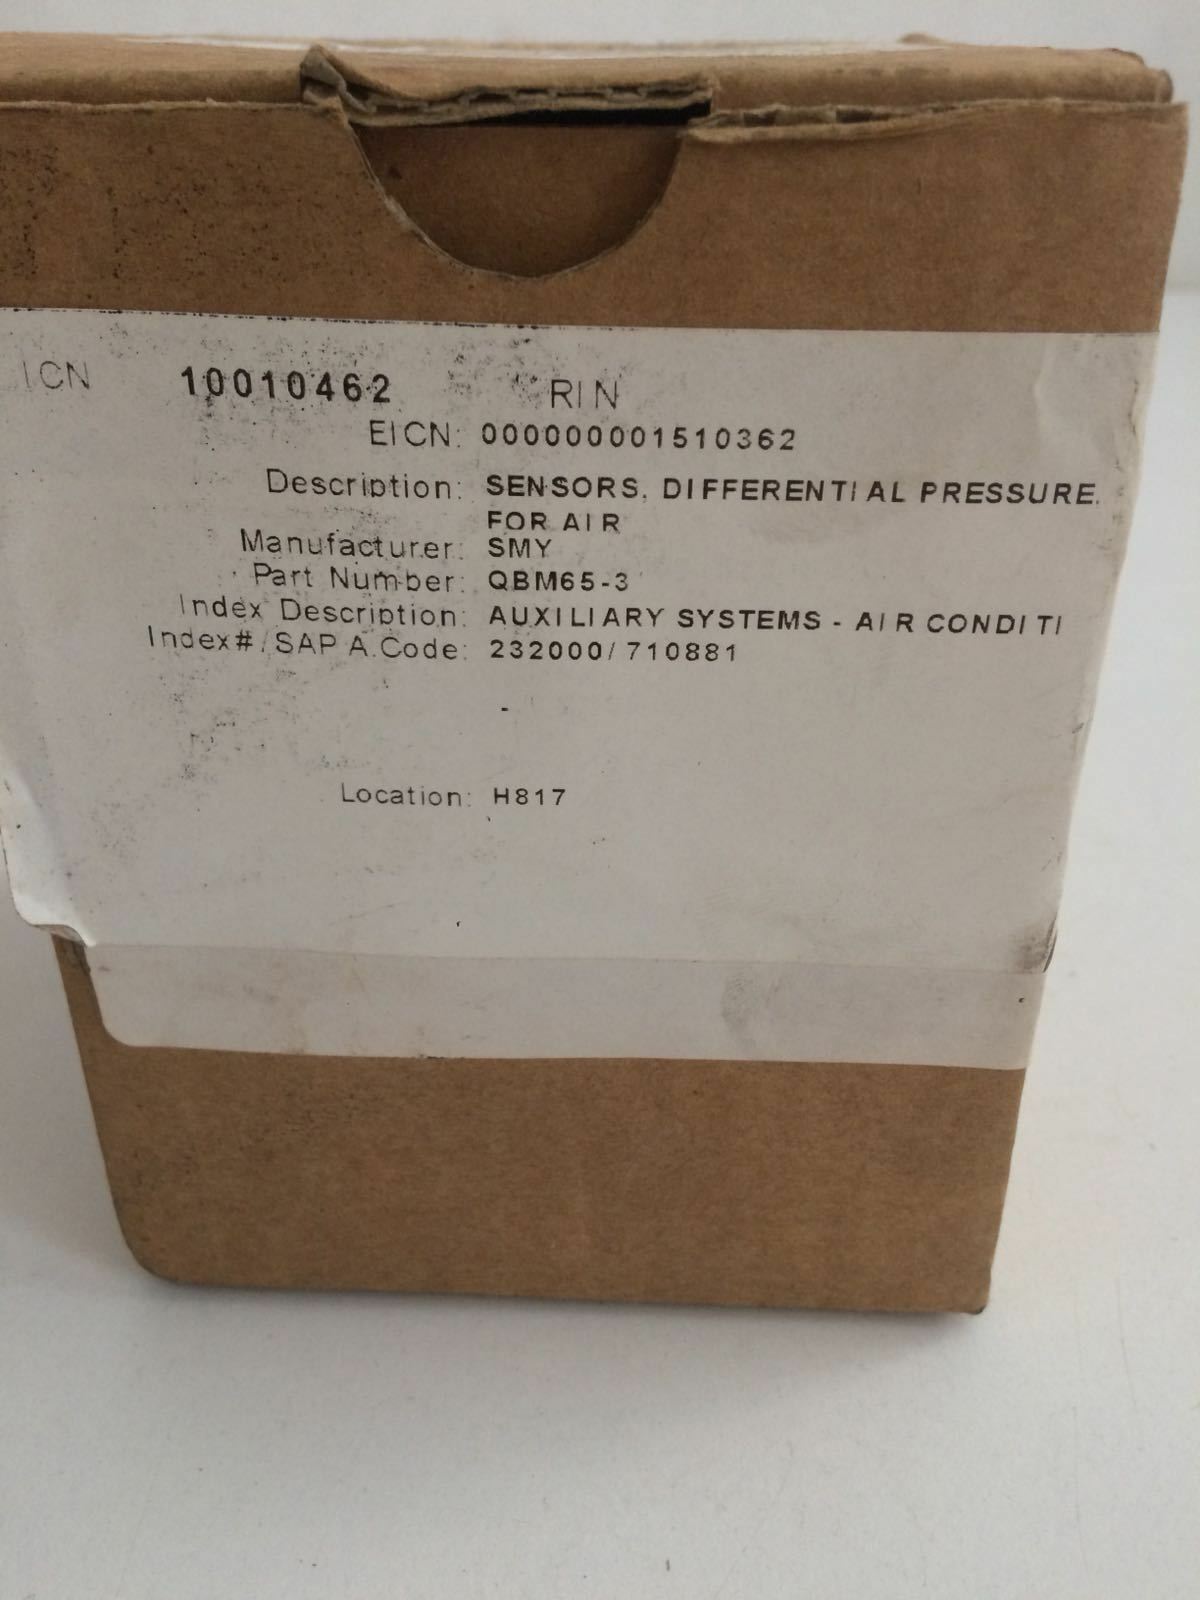 ICN 10010462 RIN
EICN: 000000001510362
Description: SENSORS, DIFFERENTIAL PRESSURE,
FOR AIR
Manufacturer: SMY
Part Number: QBM65-3
Index Description: AUXILIARY SYSTEMS - AIR CONDITI
Index#/SAP A.Code: 232000/710881
-
Location: H817